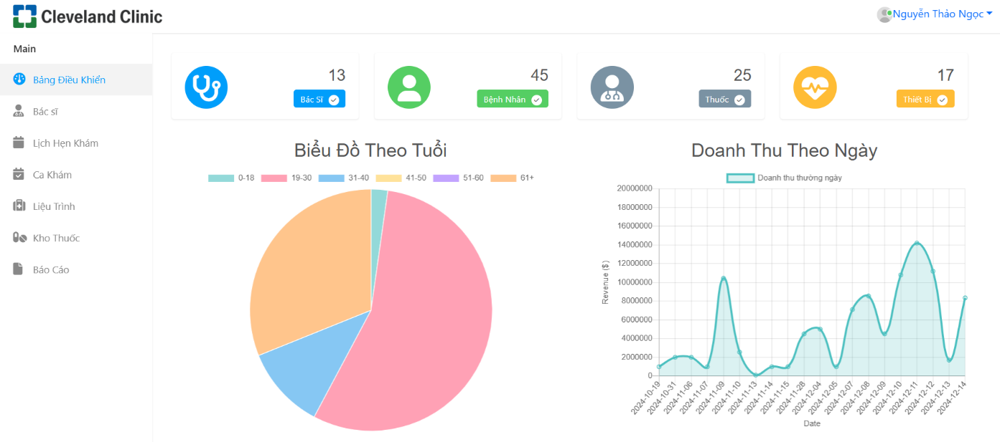 Cleveland Clinic
Nguyễn Thảo Ngọc
Main
Bảng Điều Khiển
Bác sĩ
Lịch Hẹn Khám
Ca Khám
Liệu Trình
Kho Thuốc
Báo Cáo
13
Bác Sĩ
45
Bệnh Nhân
25
Thuốc
17
Thiết Bị
Biểu Đồ Theo Tuổi
0-18 19-30 31-40 41-50 51-60 61+
Doanh Thu Theo Ngày
Doanh thu thường ngày
20000000
18000000
16000000
14000000
12000000
10000000
8000000
6000000
4000000
2000000
0
Revenue ($)
2024-10-19
2024-10-31
2024-11-06
2024-11-07
2024-11-09
2024-11-10
2024-11-13
2024-11-14
2024-11-15
2024-11-28
2024-12-04
2024-12-05
2024-12-07
2024-12-08
2024-12-09
2024-12-10
2024-12-11
2024-12-12
2024-12-13
2024-12-14
Date